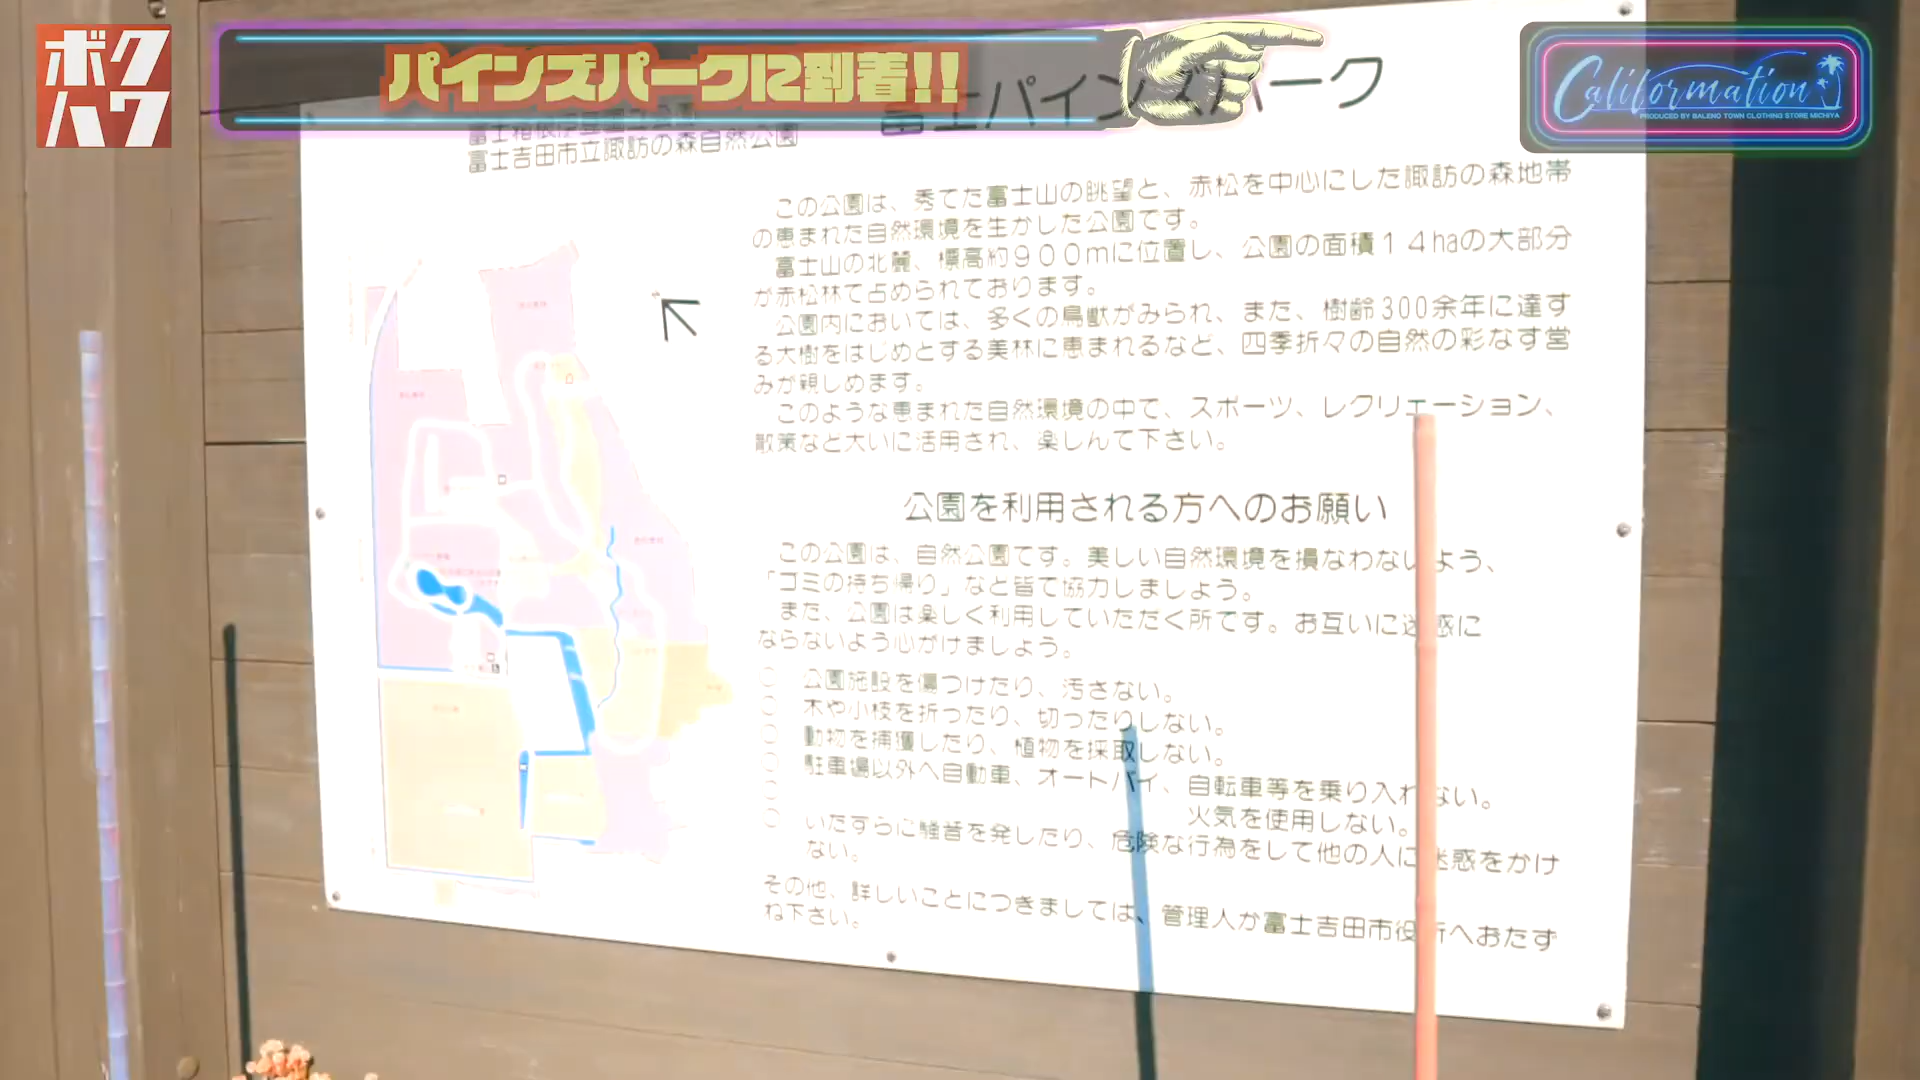 ボク
ハワ
パインズパークに到着!!
Califormation
PRODUCED BY BALENO TOWN CLOTHING STORE MICHIYA
富士パインズパーク
富士箱根伊豆国立公園
富士吉田市立諏訪の森自然公園
この公園は、秀でた富士山の眺望と、赤松を中心にした諏訪の森地帯
の恵まれた自然環境を生かした公園です。
富士山の北麓、標高約900mに位置し、公園の面積14haの大部分
が赤松林で占められております。
公園内においては、多くの鳥獣がみられ、また、樹齢300余年に達す
る大樹をはじめとする美林に恵まれるなど、四季折々の自然の彩なす営
みが親しめます。
このような恵まれた自然環境の中で、スポーツ、レクリエーション、
散策など大いに活用され、楽しんで下さい。
公園を利用される方へのお願い
この公園は、自然公園です。美しい自然環境を損なわないよう、
「ゴミの持ち帰り」など皆で協力しましょう。
また、公園は楽しく利用していただく所です。お互いに迷惑に
ならないよう心がけましょう。
○ 公園施設を傷つけたり、汚さない。
○ 木や小枝を折ったり、切ったりしない。
○ 動物を捕獲したり、植物を採取しない。
○ 駐車場以外へ自動車、オートバイ、自転車等を乗り入れない。
○ 火気を使用しない。
○ いたずらに騒音を発したり、危険な行為をして他の人に迷惑をかけ
ない。
その他、詳しいことにつきましては、管理人か富士吉田市役所へおたず
ね下さい。